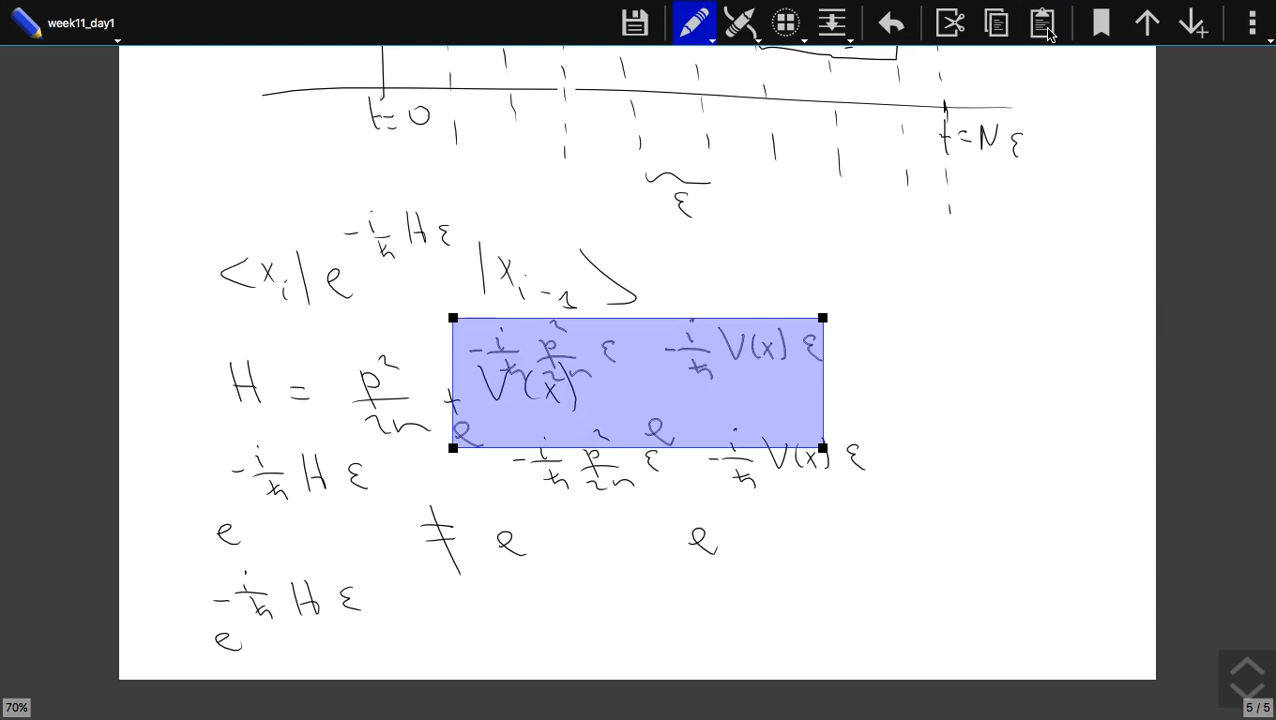 week11_day1
t=0
t=Nε
ε
<x_i| e^{-i/ħ Hε} |x_{i-1}>
-i/ħ p²/2m ε   -i/ħ V(x) ε
H = p²/2m + V(x)
e   e
e^{-i/ħ Hε} ≠ e^{-i/ħ p²/2m ε} e^{-i/ħ V(x) ε}
e^{-i/ħ Hε}
70%
5 / 5